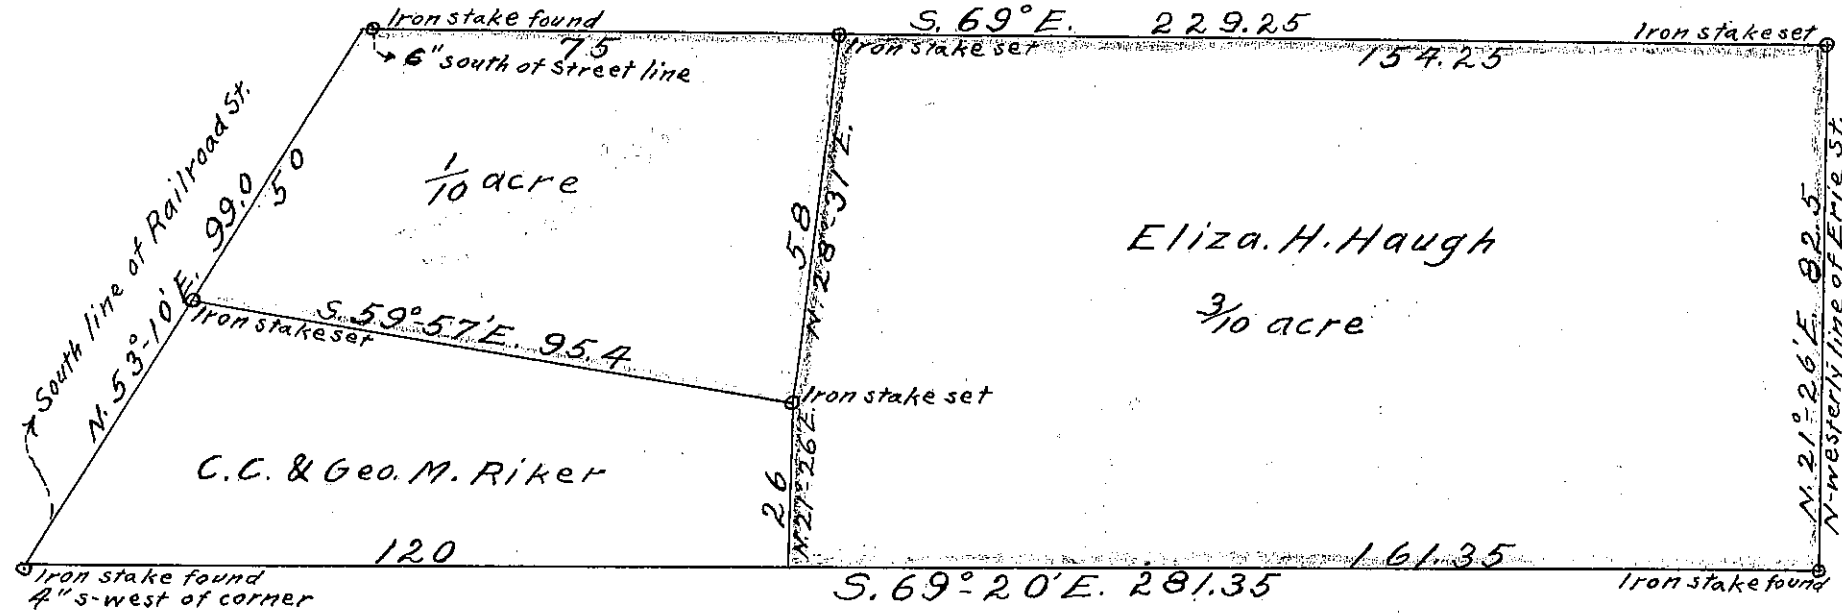 Iron stake found
S. 69° E. 229.25
Iron stake set
75
Iron stake set
154.25
6" south of street line
South line of Railroad St.
N. 53°-10' E.
99.0
50
1/10 acre
58
N. 28°-31' E.
Eliza. H. Haugh
3/10 acre
N. 21°-26' E. 82.5
N-westerly line of Erie St.
Iron stake set
S. 59°-57' E. 95.4
Iron stake set
C.C. & Geo. M. Riker
26
N. 21°-26' E.
120
161.35
Iron stake found
4" s-west of corner
S. 69°-20' E. 281.35
Iron stake found